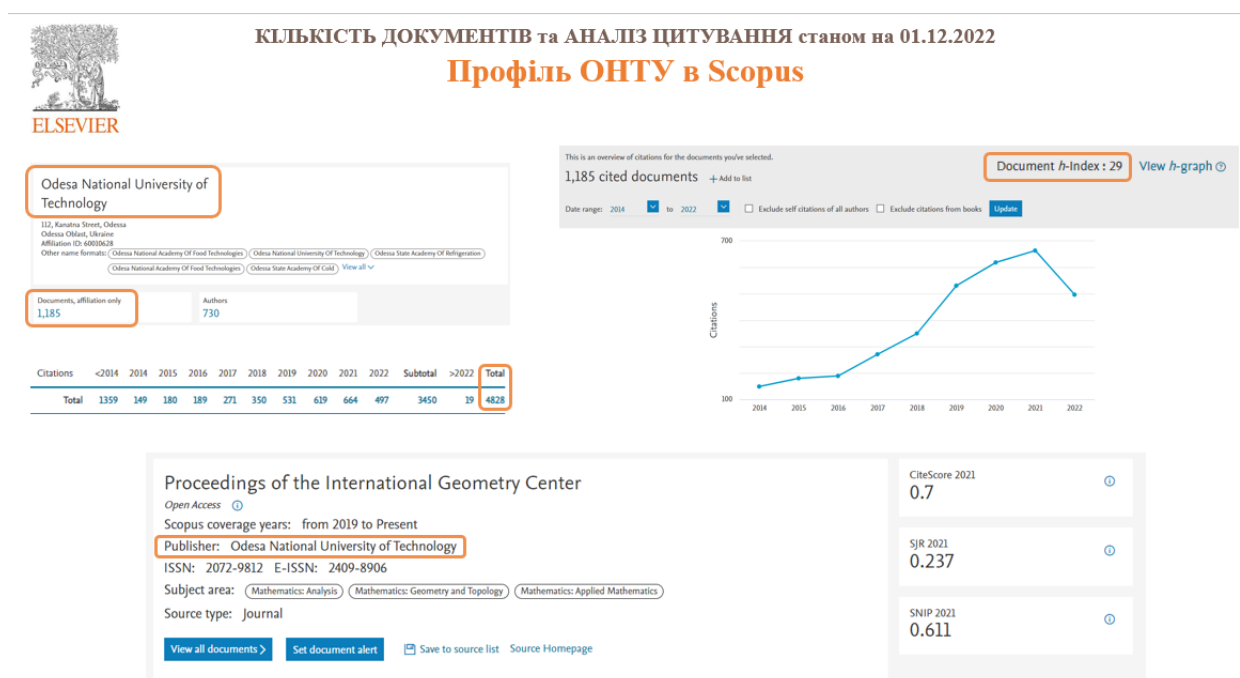 КІЛЬКІСТЬ ДОКУМЕНТІВ та АНАЛІЗ ЦИТУВАННЯ станом на 01.12.2022
Профіль ОНТУ в Scopus
ELSEVIER
Odesa National University of
Technology
112, Kanatna Street, Odessa
Odessa Oblast, Ukraine
Affiliation ID: 60010628
Other name formats: Odessa National Academy Of Food Technologies Odesa National University Of Technology Odessa State Academy Of Refrigeration
Odesa National Academy Of Food Technologies Odessa State Academy Of Cold View all
Documents, affiliation only
1,185
Authors
730
Citations <2014 2014 2015 2016 2017 2018 2019 2020 2021 2022 Subtotal >2022 Total
Total 1359 149 180 189 271 350 531 619 664 497 3450 19 4828
This is an overview of citations for the documents you've selected.
1,185 cited documents + Add to list
Document h-Index : 29 View h-graph
Date range: 2014 to 2022 Exclude self citations of all authors Exclude citations from books Update
700
Citations
100
2014 2015 2016 2017 2018 2019 2020 2021 2022
Proceedings of the International Geometry Center
Open Access
Scopus coverage years: from 2019 to Present
Publisher: Odesa National University of Technology
ISSN: 2072-9812 E-ISSN: 2409-8906
Subject area: Mathematics: Analysis Mathematics: Geometry and Topology Mathematics: Applied Mathematics
Source type: Journal
View all documents > Set document alert Save to source list Source Homepage
CiteScore 2021
0.7
SJR 2021
0.237
SNIP 2021
0.611